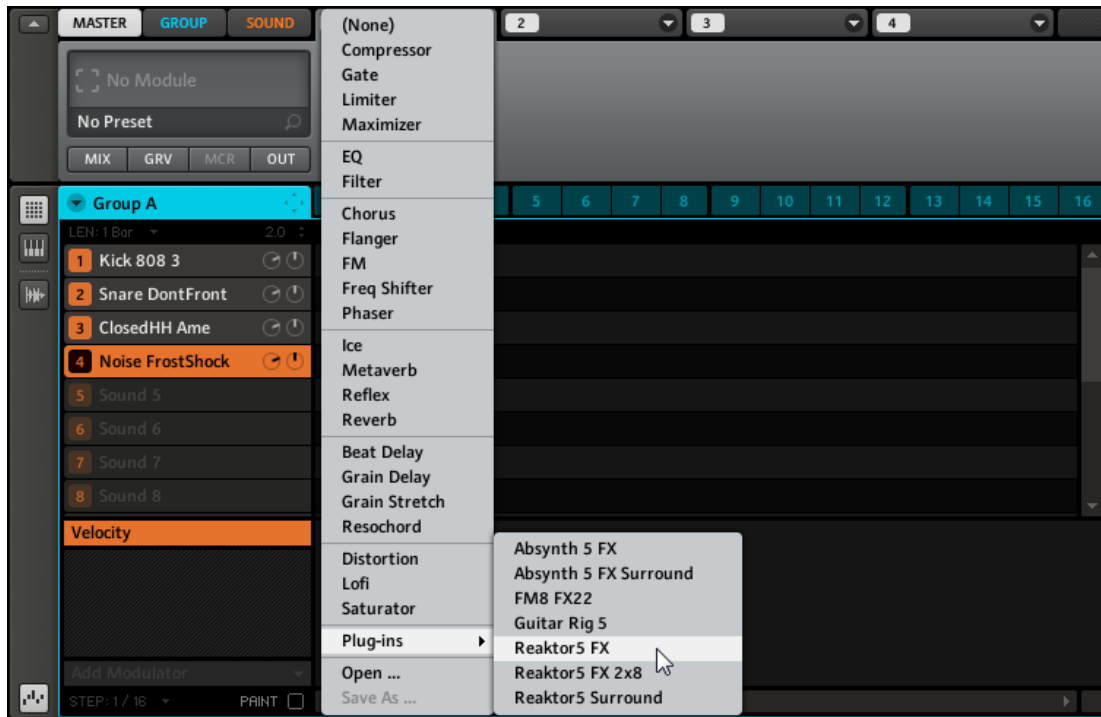 MASTER GROUP SOUND
2 3 4
No Module
No Preset
MIX GRV MCR OUT
(None)
Compressor
Gate
Limiter
Maximizer
EQ
Filter
Chorus
Flanger
FM
Freq Shifter
Phaser
Ice
Metaverb
Reflex
Reverb
Beat Delay
Grain Delay
Grain Stretch
Resochord
Distortion
Lofi
Saturator
Plug-ins
Open ...
Save As ...
Group A
5 6 7 8 9 10 11 12 13 14 15 16
LEN: 1 Bar 2.0
1 Kick 808 3
2 Snare DontFront
3 ClosedHH Ame
4 Noise FrostShock
5 Sound 5
6 Sound 6
7 Sound 7
8 Sound 8
Velocity
Absynth 5 FX
Absynth 5 FX Surround
FM8 FX22
Guitar Rig 5
Reaktor5 FX
Reaktor5 FX 2x8
Reaktor5 Surround
Add Modulator
STEP: 1 / 16 PAINT